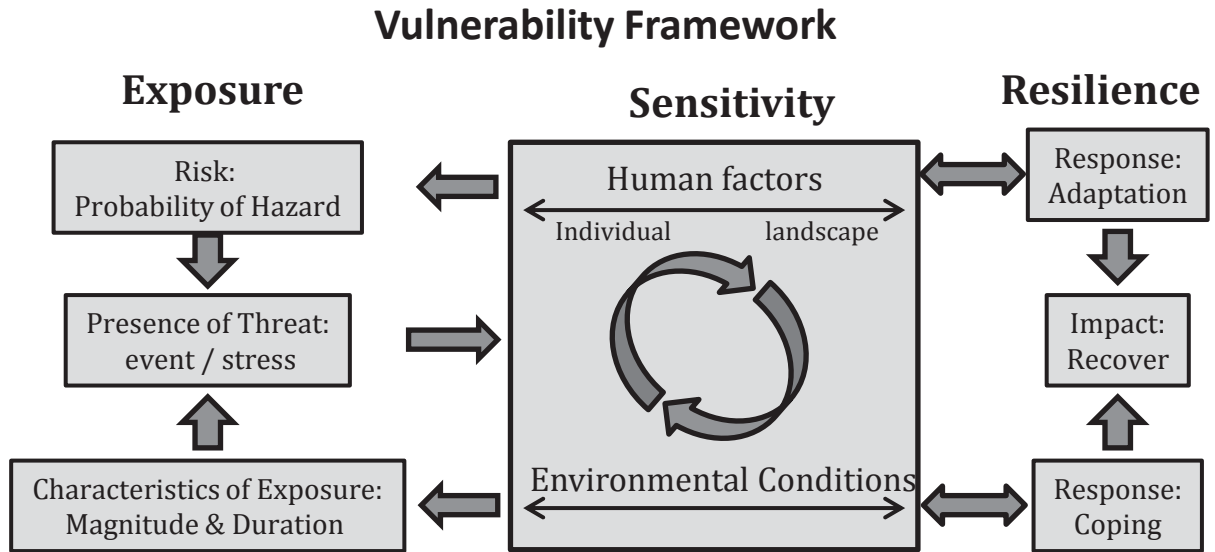 Vulnerability Framework
Exposure
Risk:
Probability of Hazard
Presence of Threat:
event / stress
Characteristics of Exposure:
Magnitude & Duration
Sensitivity
Human factors
Individual landscape
Environmental Conditions
Resilience
Response:
Adaptation
Impact:
Recover
Response:
Coping